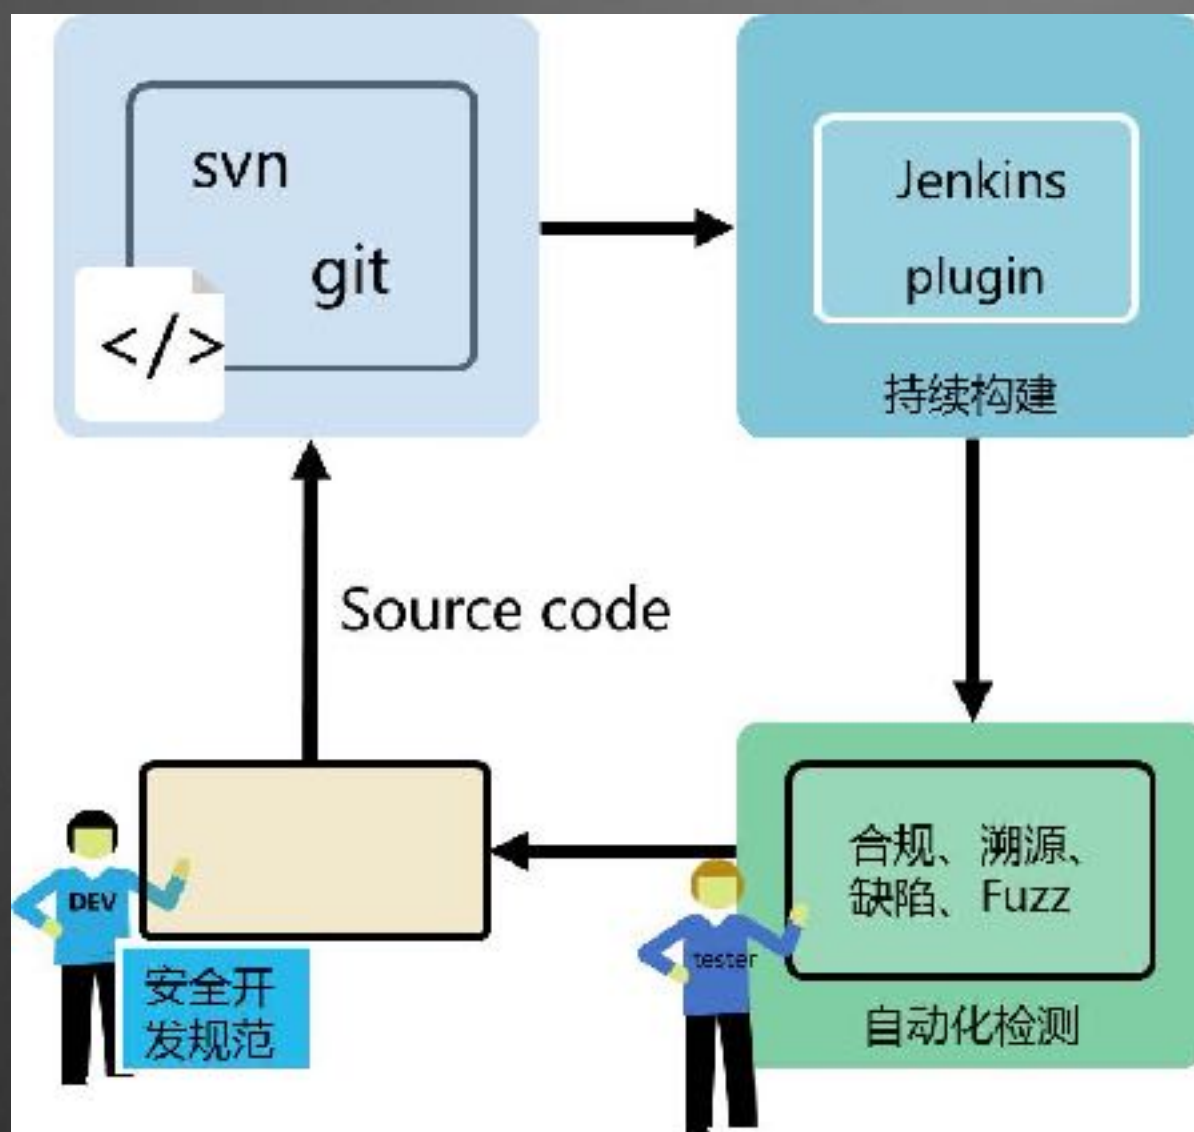 svn
git
</>
Jenkins
plugin
持续构建
Source code
合规、溯源、
缺陷、Fuzz
DEV
tester
安全开
发规范
自动化检测